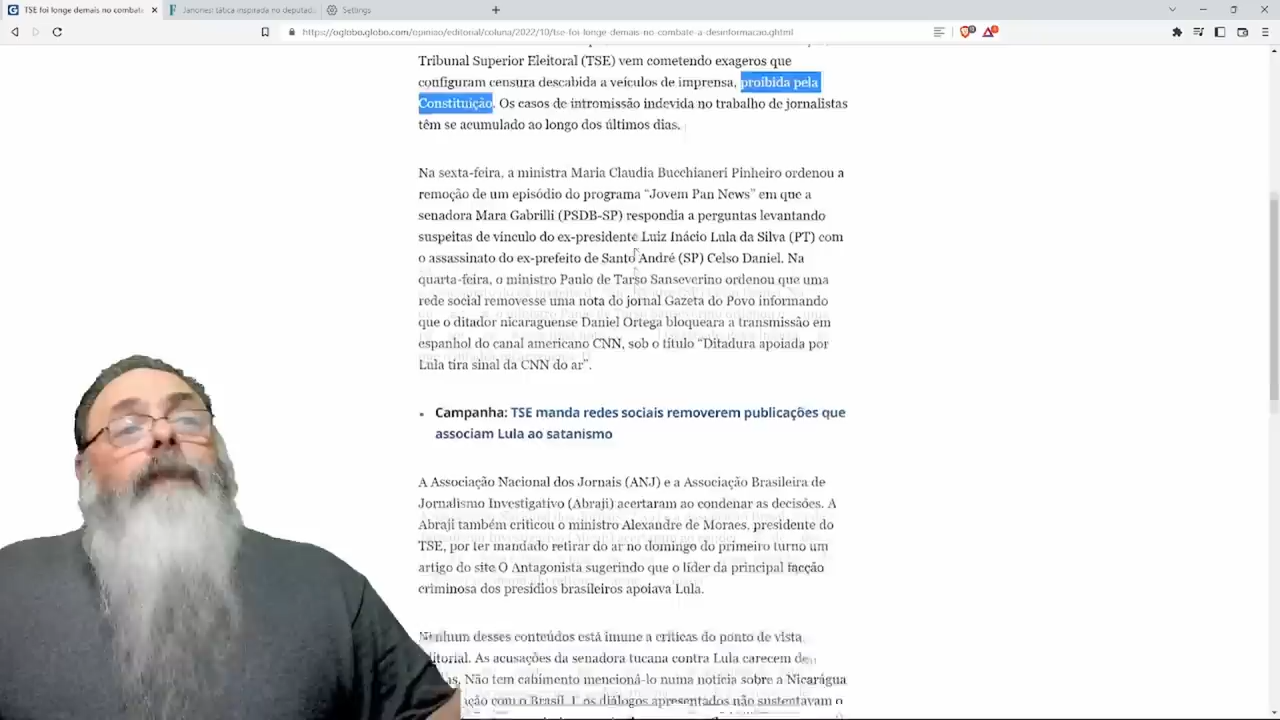 TSE foi longe demais no combate
Janones! Tática inspirada no deputad
Settings
https://oglobo.globo.com/opiniao/editorial/coluna/2022/10/tse-foi-longe-demais-no-combate-a-desinformacao.ghtml
Tribunal Superior Eleitoral (TSE) vem cometendo exageros que
configuram censura descabida a veículos de imprensa, proibida pela
Constituição. Os casos de intromissão indevida no trabalho de jornalistas
têm se acumulado ao longo dos últimos dias.
Na sexta-feira, a ministra Maria Claudia Bucchianeri Pinheiro ordenou a
remoção de um episódio do programa “Jovem Pan News” em que a
senadora Mara Gabrilli (PSDB-SP) respondia a perguntas levantando
suspeitas de vínculo do ex-presidente Luiz Inácio Lula da Silva (PT) com
o assassinato do ex-prefeito de Santo André (SP) Celso Daniel. Na
quarta-feira, o ministro Paulo de Tarso Sanseverino ordenou que uma
rede social removesse uma nota do jornal Gazeta do Povo informando
que o ditador nicaraguense Daniel Ortega bloqueara a transmissão em
espanhol do canal americano CNN, sob o título “Ditadura apoiada por
Lula tira sinal da CNN do ar”.
• Campanha: TSE manda redes sociais removerem publicações que
associam Lula ao satanismo
A Associação Nacional dos Jornais (ANJ) e a Associação Brasileira de
Jornalismo Investigativo (Abraji) acertaram ao condenar as decisões. A
Abraji também criticou o ministro Alexandre de Moraes, presidente do
TSE, por ter mandado retirar do ar no domingo do primeiro turno um
artigo do site O Antagonista sugerindo que o líder da principal facção
criminosa dos presídios brasileiros apoiava Lula.
Nenhum desses conteúdos está imune a críticas do ponto de vista
editorial. As acusações da senadora tucana contra Lula carecem de
Não tem cabimento mencioná-lo numa notícia sobre a Nicarágua
com o Brasil. E os diálogos apresentados não sustentavam o